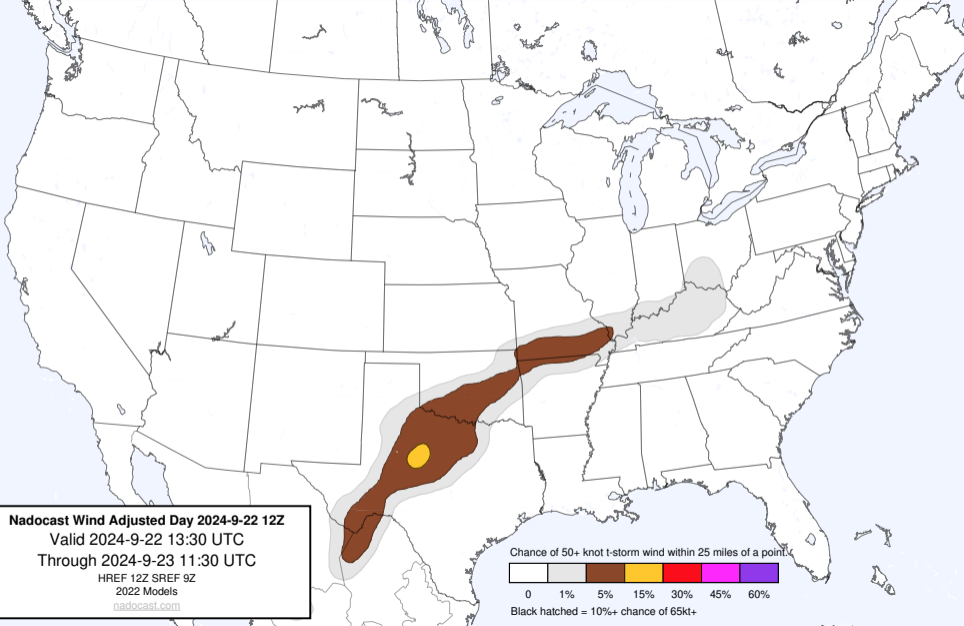 Nadocast Wind Adjusted Day 2024-9-22 12Z
Valid 2024-9-22 13:30 UTC
Through 2024-9-23 11:30 UTC
HREF 12Z SREF 9Z
2022 Models
nadocast.com
Chance of 50+ knot t-storm wind within 25 miles of a point.
0 1% 5% 15% 30% 45% 60%
Black hatched = 10%+ chance of 65kt+